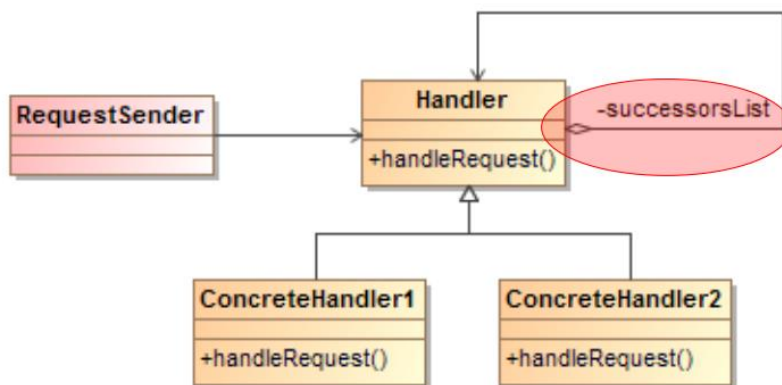 Handler
-successorsList
RequestSender
+handleRequest()
ConcreteHandler1
ConcreteHandler2
+handleRequest()
+handleRequest()